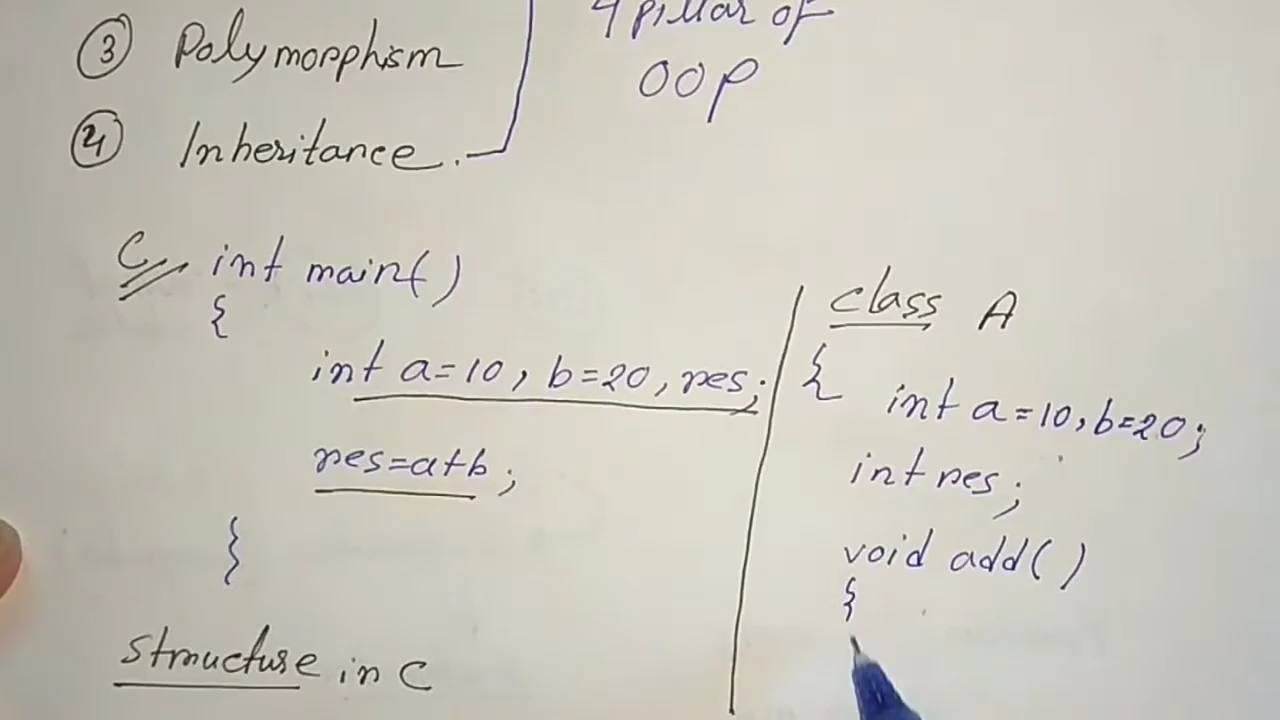 ③ Polymorphism
④ Inheritance.
4 pillar of
OOP
C int main()
{
int a=10, b=20, res;
res=a+b;
}
structure in C
class A
{ int a=10, b=20;
int res;
void add()
{